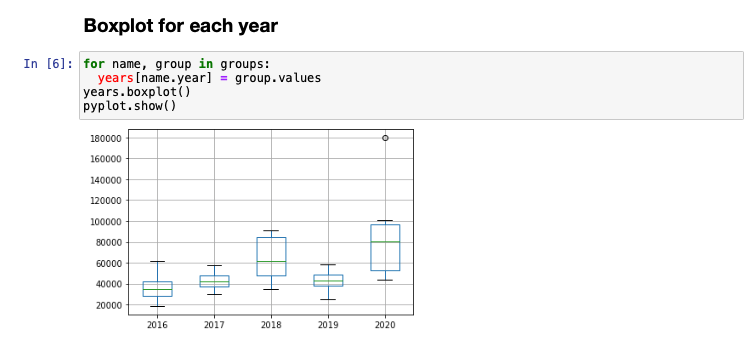 Boxplot for each year
In [6]: for name, group in groups:
years[name.year] = group.values
years.boxplot()
pyplot.show()
180000
160000
140000
120000
100000
80000
60000
40000
20000
2016 2017 2018 2019 2020